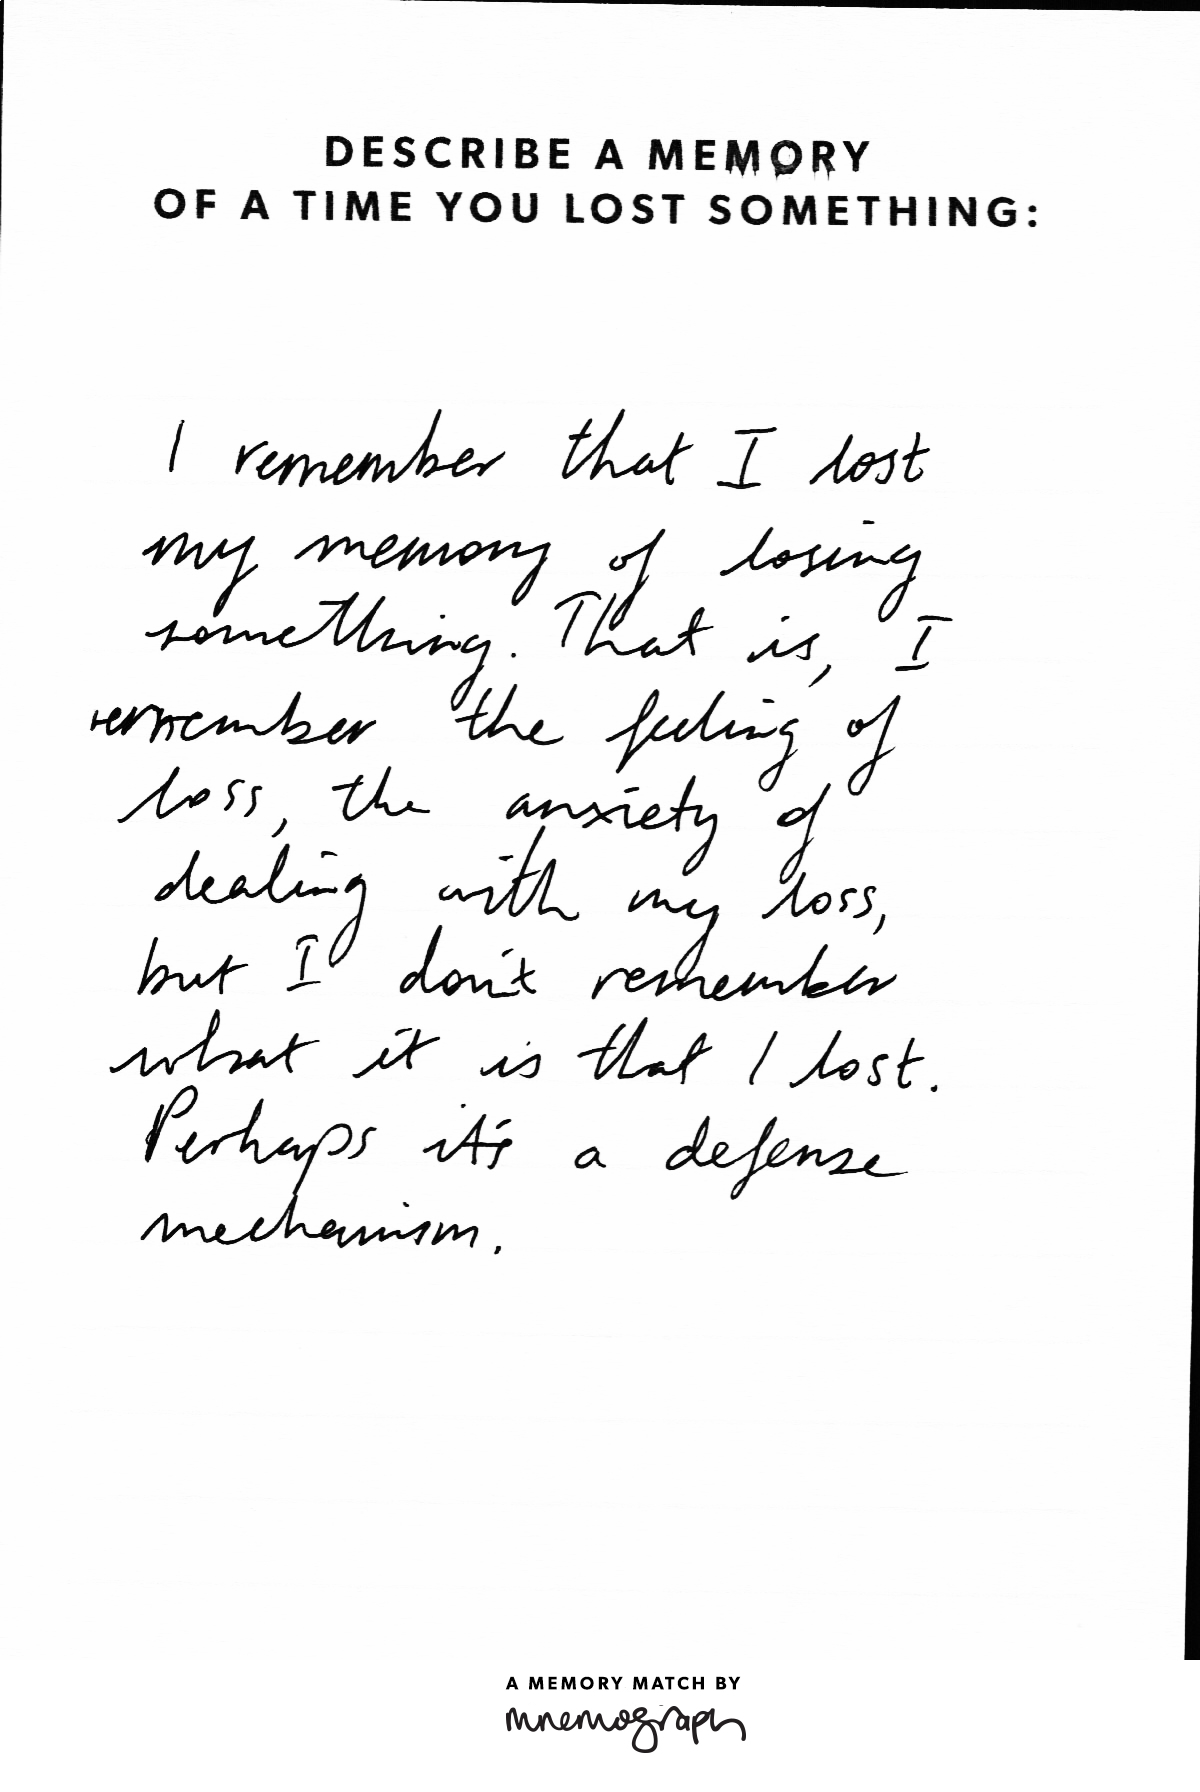 DESCRIBE A MEMORY
OF A TIME YOU LOST SOMETHING:
I remember that I lost
my memory of losing
something. That is, I
remember the feeling of
loss, the anxiety of
dealing with my loss,
but I don't remember
what it is that I lost.
Perhaps it's a defense
mechanism.
A MEMORY MATCH BY
mnemograph